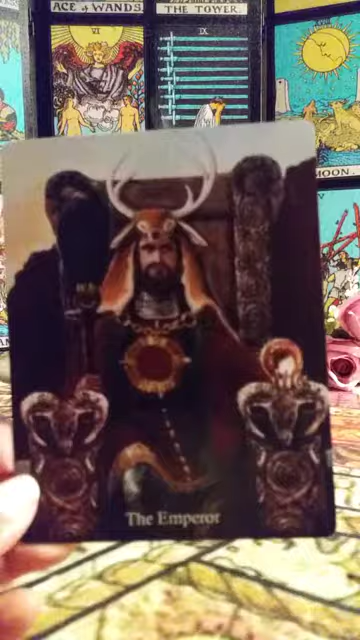 ACE of WANDS.
THE TOWER.
VI
IX
MOON.
V
The Emperor